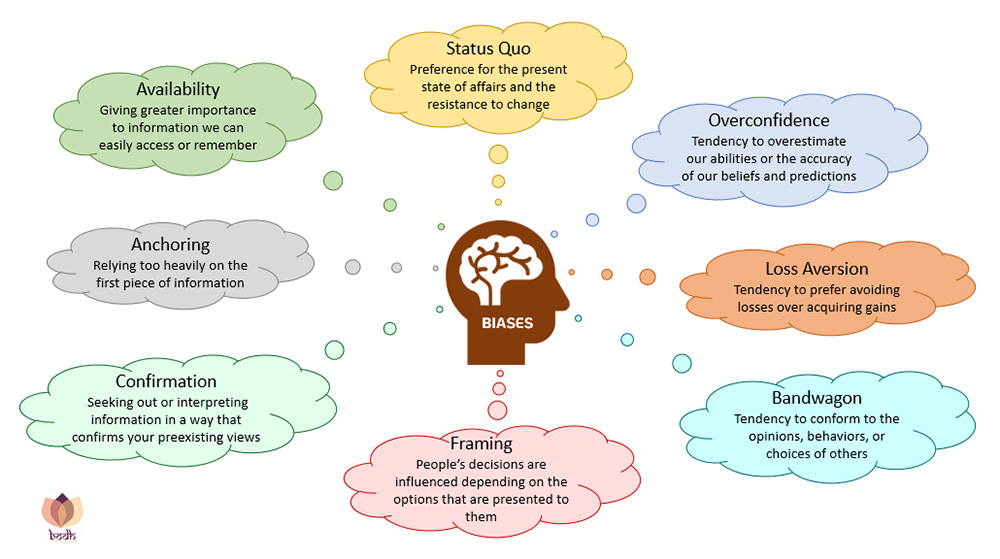 Status Quo
Preference for the present
state of affairs and the
resistance to change
Availability
Giving greater importance
to information we can
easily access or remember
Overconfidence
Tendency to overestimate
our abilities or the accuracy
of our beliefs and predictions
Anchoring
Relying too heavily on the
first piece of information
Loss Aversion
Tendency to prefer avoiding
losses over acquiring gains
BIASES
Confirmation
Seeking out or interpreting
information in a way that
confirms your preexisting views
Bandwagon
Tendency to conform to the
opinions, behaviors, or
choices of others
Framing
People’s decisions are
influenced depending on the
options that are presented to
them
bodh